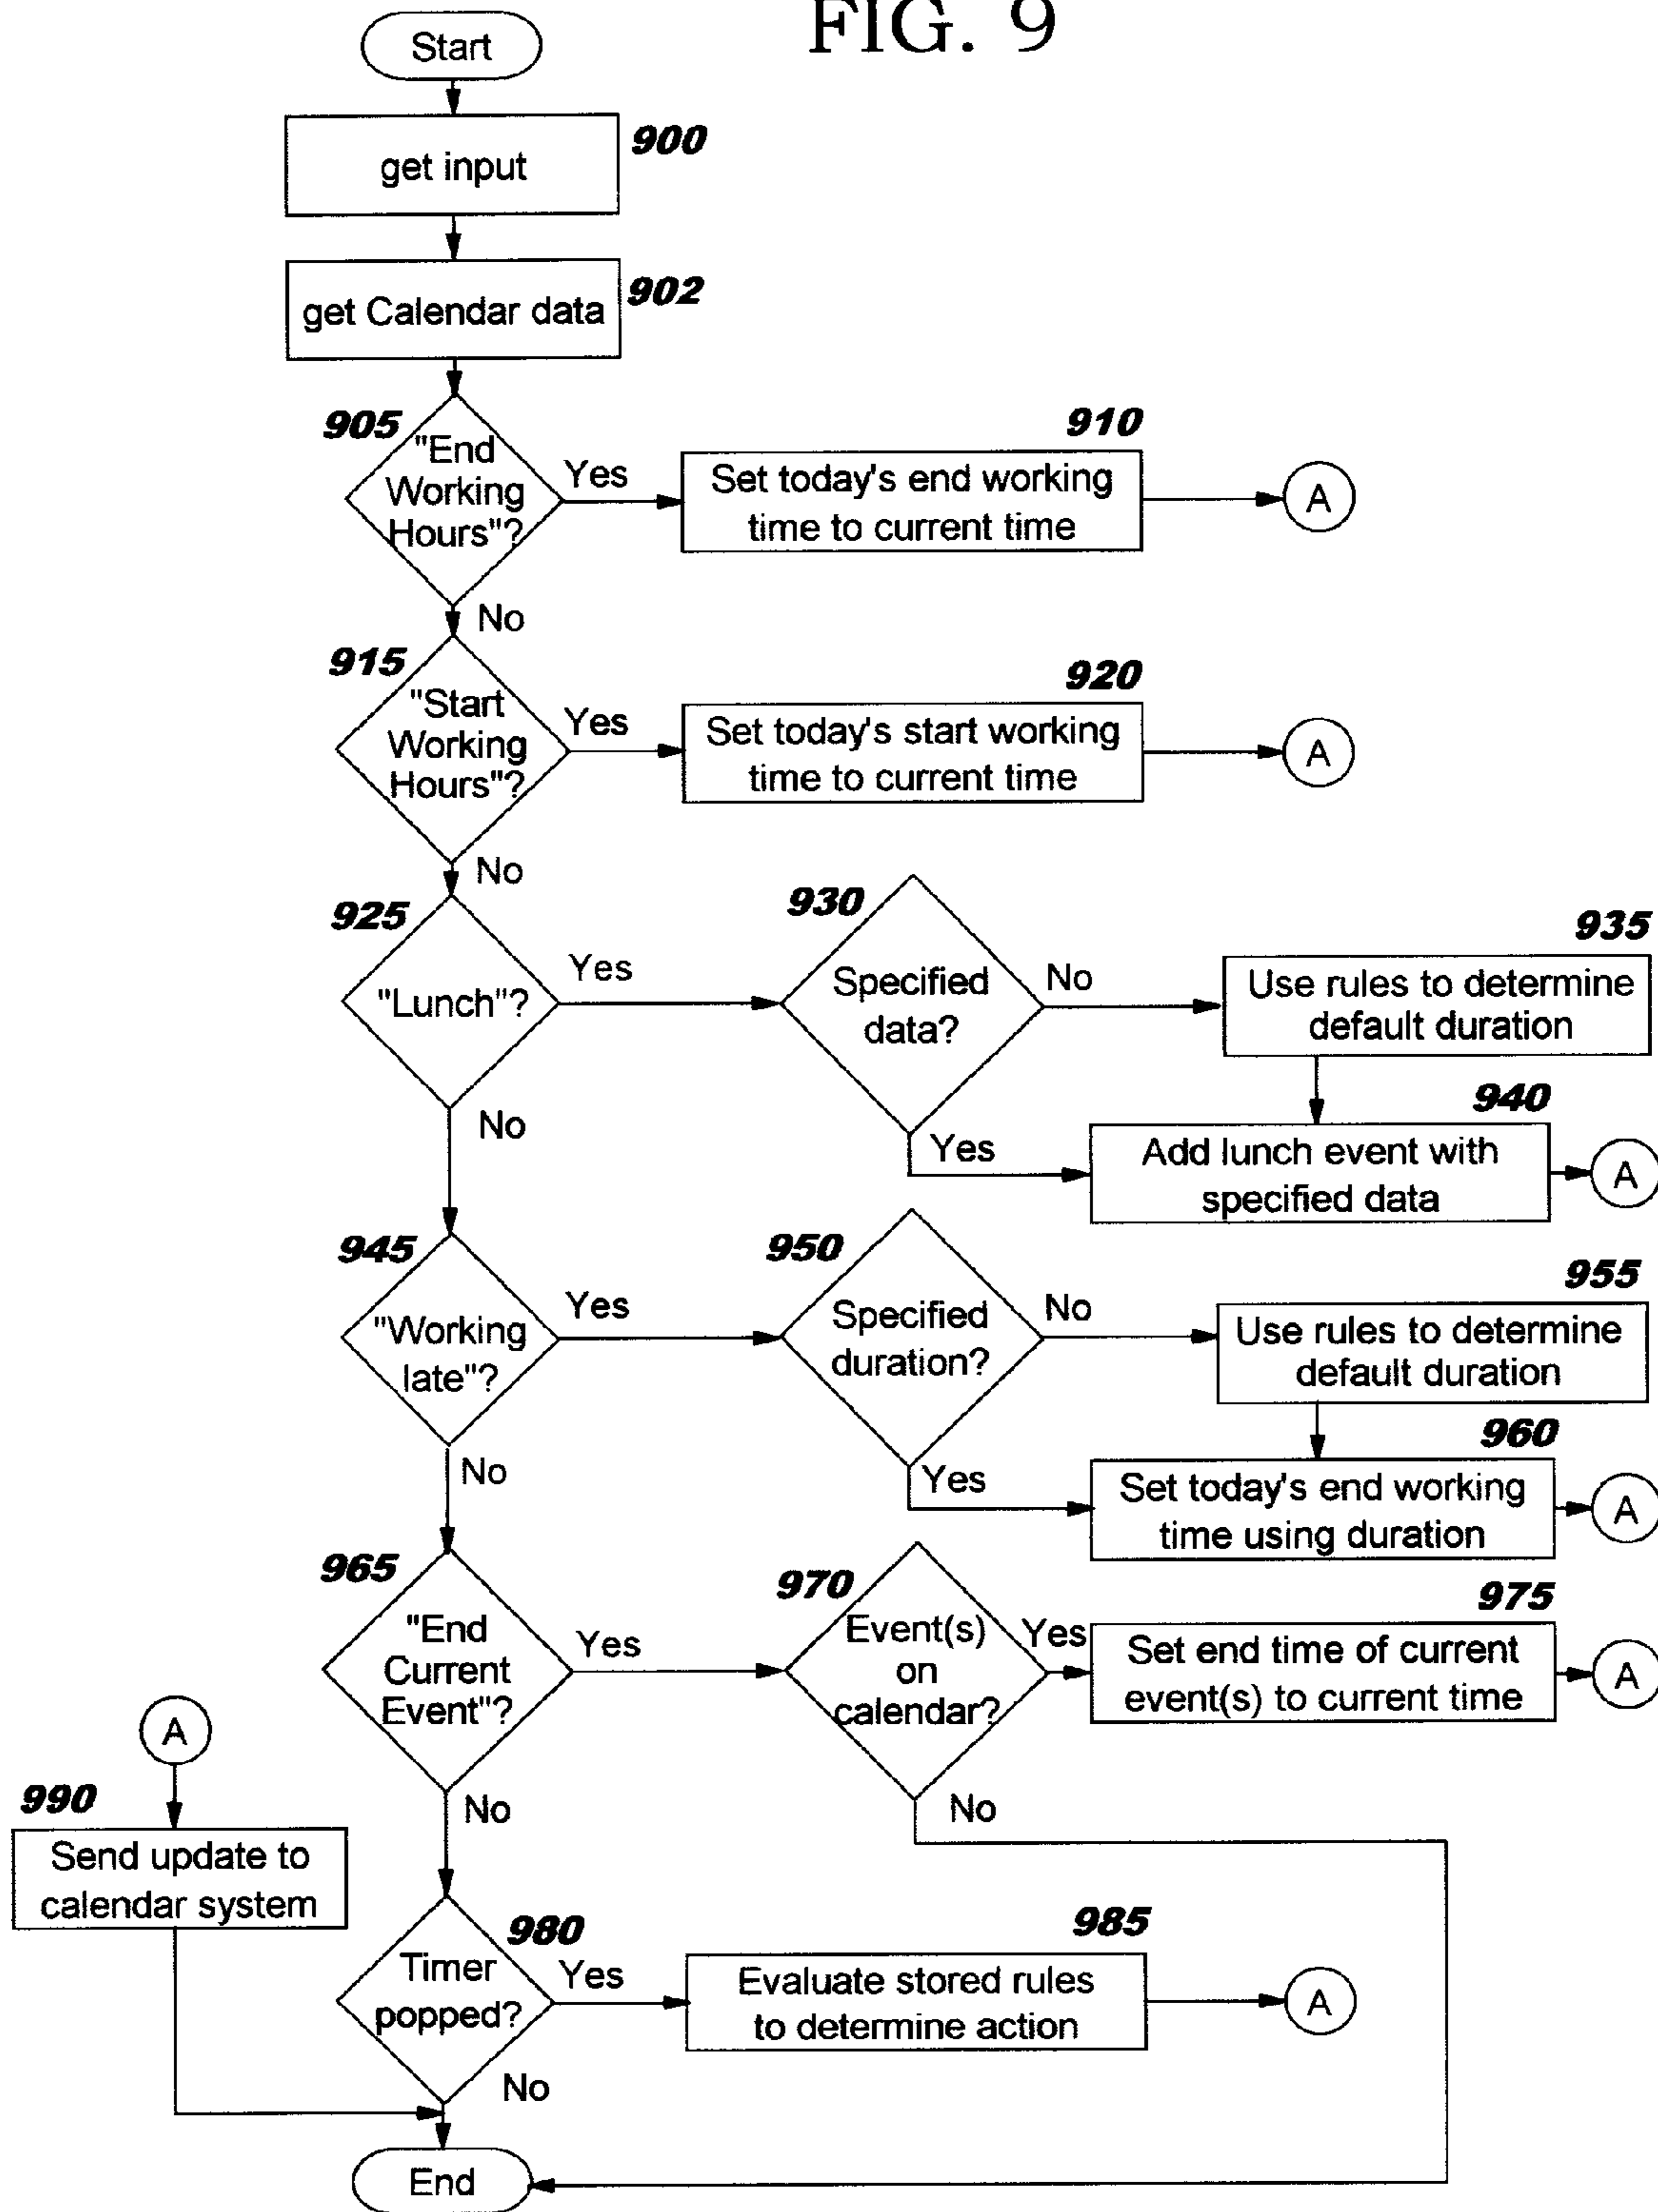 FIG. 9
Start
get input
900
get Calendar data
902
905
"End
Working
Hours"?
Yes
910
Set today's end working
time to current time
A
No
915
"Start
Working
Hours"?
Yes
920
Set today's start working
time to current time
A
No
925
"Lunch"?
Yes
930
Specified
data?
No
935
Use rules to determine
default duration
Yes
940
Add lunch event with
specified data
A
No
945
"Working
late"?
Yes
950
Specified
duration?
No
955
Use rules to determine
default duration
Yes
960
Set today's end working
time using duration
A
No
965
"End
Current
Event"?
Yes
970
Event(s)
on
calendar?
Yes
975
Set end time of current
event(s) to current time
A
No
No
A
990
Send update to
calendar system
980
Timer
popped?
Yes
985
Evaluate stored rules
to determine action
A
No
End